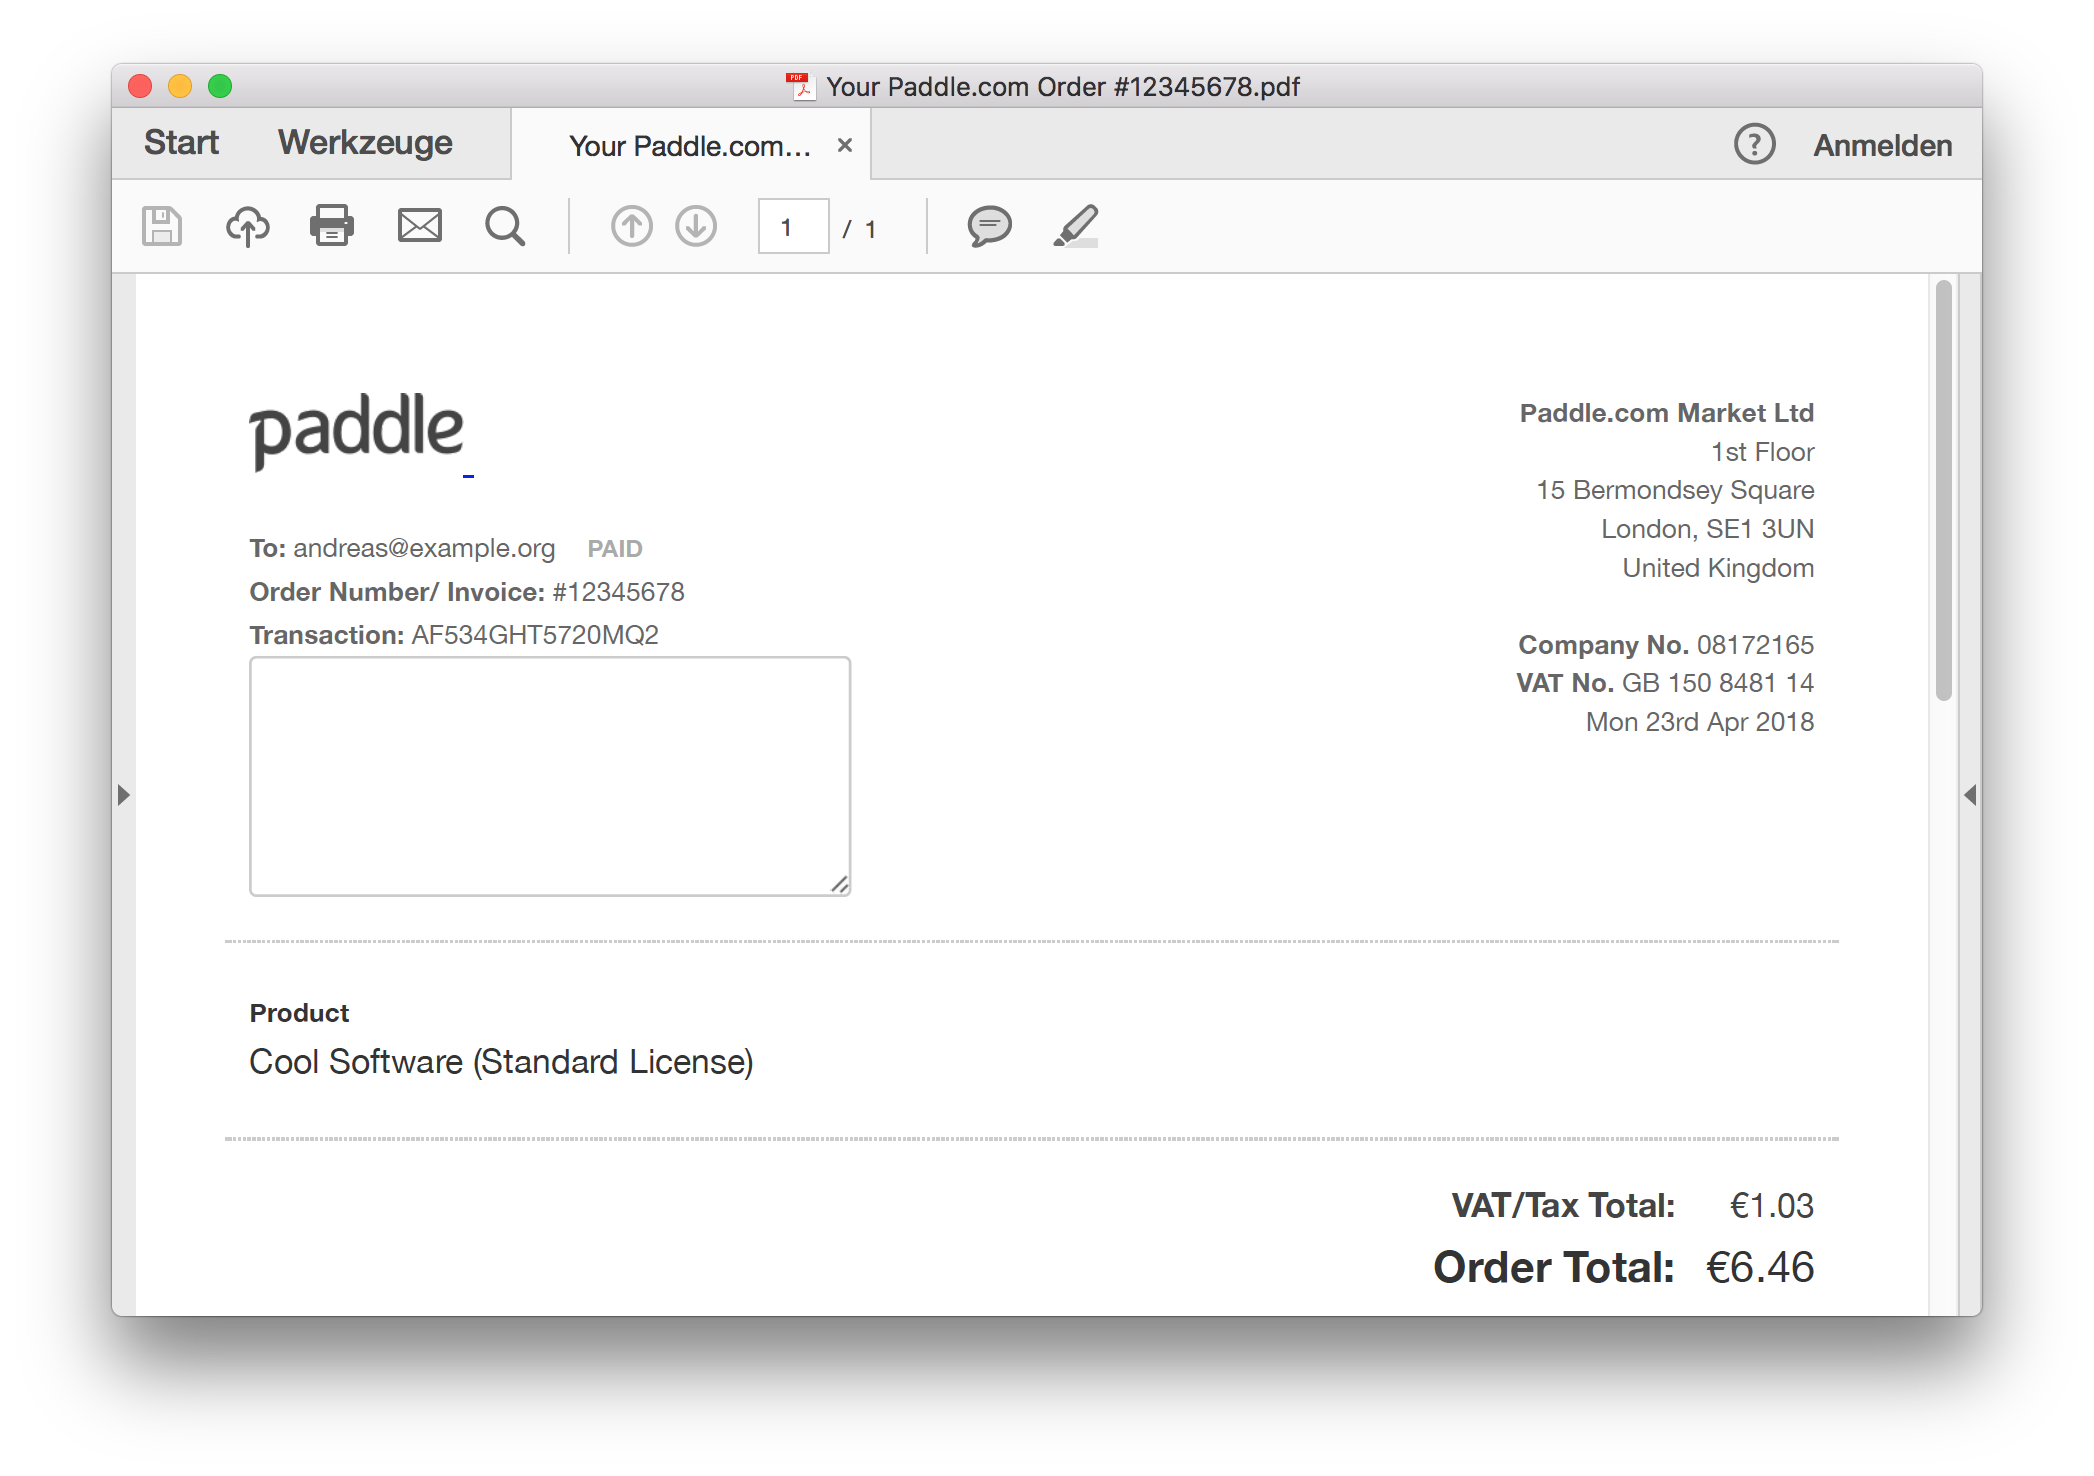 Your Paddle.com Order #12345678.pdf
Start Werkzeuge Your Paddle.com... × ? Anmelden
1 / 1
paddle
To: andreas@example.org PAID
Order Number/ Invoice: #12345678
Transaction: AF534GHT5720MQ2
Paddle.com Market Ltd
1st Floor
15 Bermondsey Square
London, SE1 3UN
United Kingdom
Company No. 08172165
VAT No. GB 150 8481 14
Mon 23rd Apr 2018
Product
Cool Software (Standard License)
VAT/Tax Total: €1.03
Order Total: €6.46